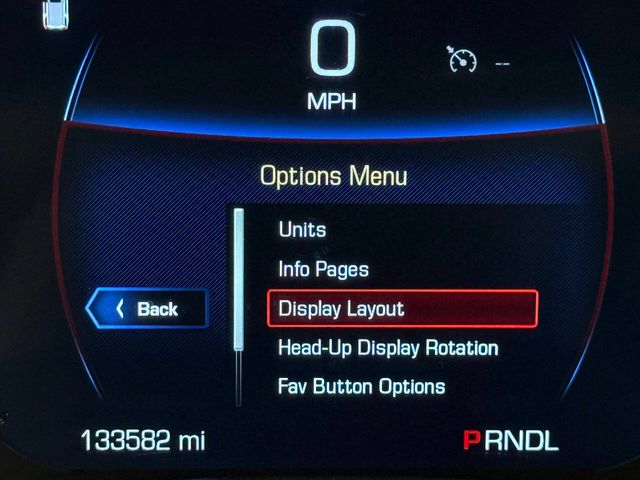 0
MPH
--
Options Menu
Units
Info Pages
Display Layout
Head-Up Display Rotation
Fav Button Options
Back
133582 mi
PRNDL